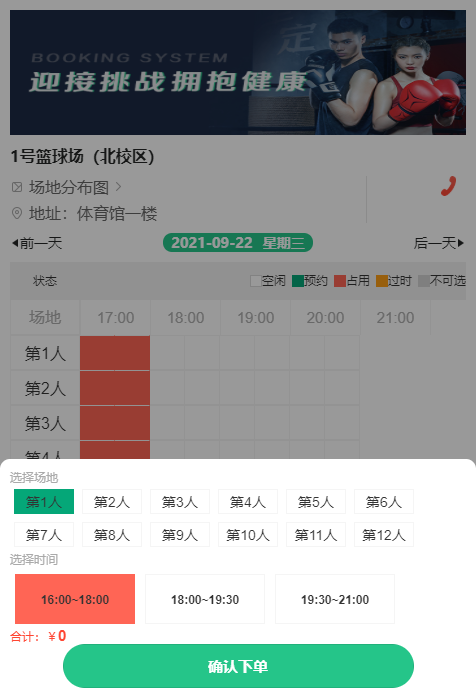 定
BOOKING SYSTEM
迎接挑战拥抱健康
1号篮球场（北校区）
场地分布图
地址：体育馆一楼
前一天 2021-09-22 星期三 后一天
状态 空闲 预约 占用 过时 不可选
场地 17:00 18:00 19:00 20:00 21:00
第1人
第2人
第3人
第4人
选择场地
第1人 第2人 第3人 第4人 第5人 第6人
第7人 第8人 第9人 第10人 第11人 第12人
选择时间
16:00~18:00 18:00~19:30 19:30~21:00
合计：￥0
确认下单